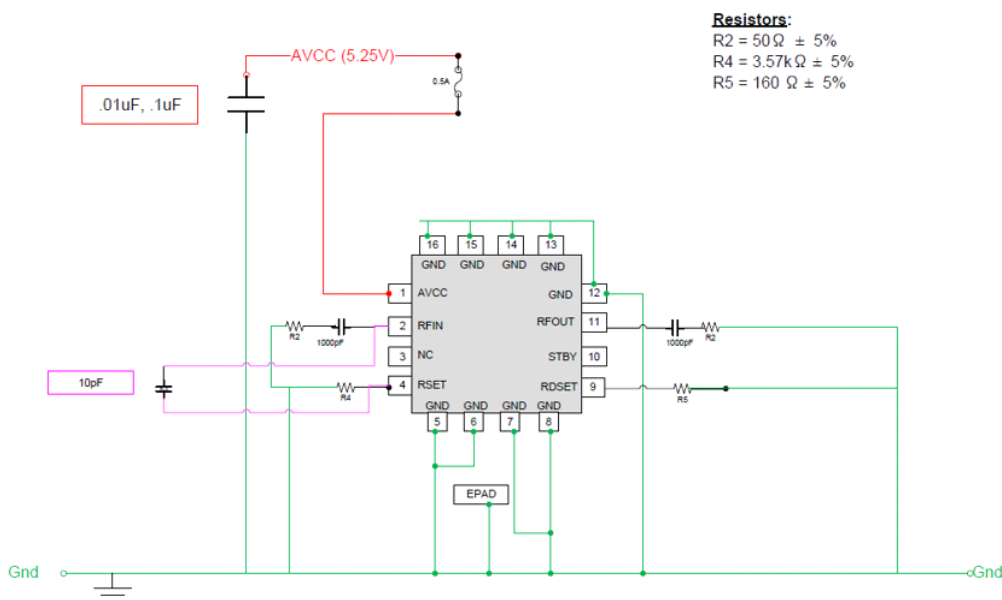 Resistors:
R2 = 50Ω ± 5%
R4 = 3.57kΩ ± 5%
R5 = 160 Ω ± 5%
AVCC (5.25V)
0.5A
.01uF, .1uF
16
15
14
13
GND
GND
GND
GND
1
AVCC
GND
12
2
RFIN
RFOUT
11
R2
1000pF
1000pF
R2
3
NC
STBY
10
10pF
4
RSET
RDSET
9
R4
R5
GND
GND
GND
GND
5
6
7
8
EPAD
Gnd
Gnd